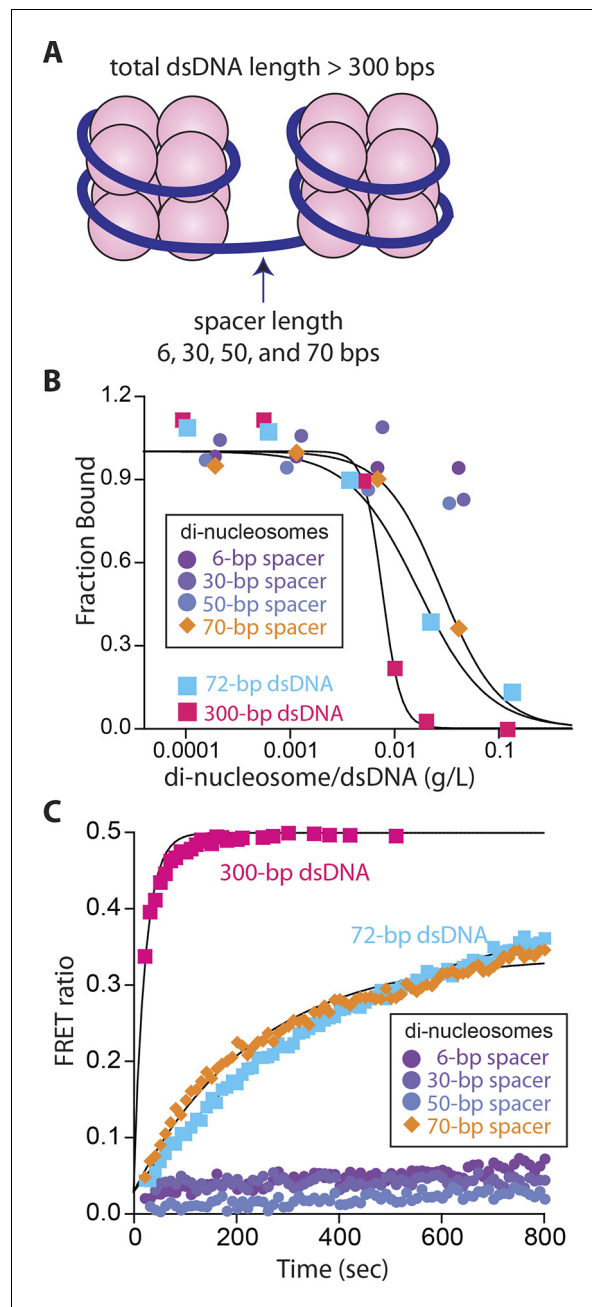 A
total dsDNA length > 300 bps
spacer length
6, 30, 50, and 70 bps
B
1.2
0.9
0.6
0.3
0.0
Fraction Bound
di-nucleosomes
6-bp spacer
30-bp spacer
50-bp spacer
70-bp spacer
72-bp dsDNA
300-bp dsDNA
0.0001 0.001 0.01 0.1
di-nucleosome/dsDNA (g/L)
C
0.5
0.4
0.3
0.2
0.1
0.0
FRET ratio
300-bp dsDNA
72-bp dsDNA
di-nucleosomes
6-bp spacer
30-bp spacer
50-bp spacer
70-bp spacer
0 200 400 600 800
Time (sec)